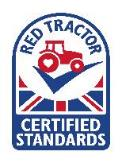 RED TRACTOR
CERTIFIED
STANDARDS